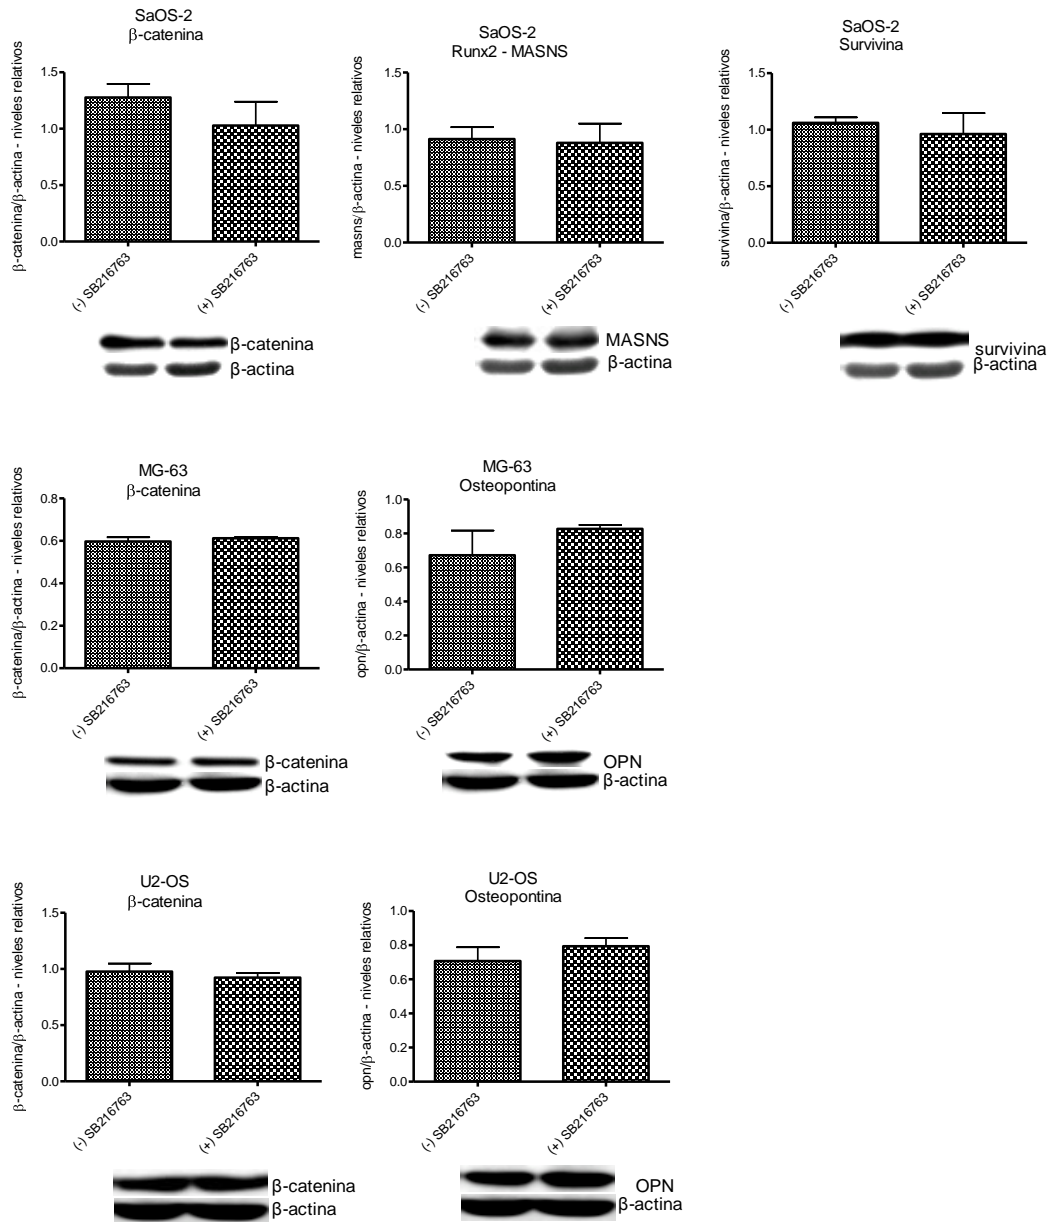 SaOS-2
β-catenina
β-catenina/β-actina - niveles relativos
1.5
1.0
0.5
0.0
(-) SB216763
(+) SB216763
β-catenina
β-actina
SaOS-2
Runx2 - MASNS
masns/β-actina - niveles relativos
1.5
1.0
0.5
0.0
(-) SB216763
(+) SB216763
MASNS
β-actina
SaOS-2
Survivina
survivina/β-actina - niveles relativos
1.5
1.0
0.5
0.0
(-) SB216763
(+) SB216763
survivina
β-actina
MG-63
β-catenina
β-catenina/β-actina - niveles relativos
0.8
0.6
0.4
0.2
0.0
(-) SB216763
(+) SB216763
β-catenina
β-actina
MG-63
Osteopontina
opn/β-actina - niveles relativos
1.0
0.8
0.6
0.4
0.2
0.0
(-) SB216763
(+) SB216763
OPN
β-actina
U2-OS
β-catenina
β-catenina/β-actina - niveles relativos
1.5
1.0
0.5
0.0
(-) SB216763
(+) SB216763
β-catenina
β-actina
U2-OS
Osteopontina
opn/β-actina - niveles relativos
1.0
0.8
0.6
0.4
0.2
0.0
(-) SB216763
(+) SB216763
OPN
β-actina